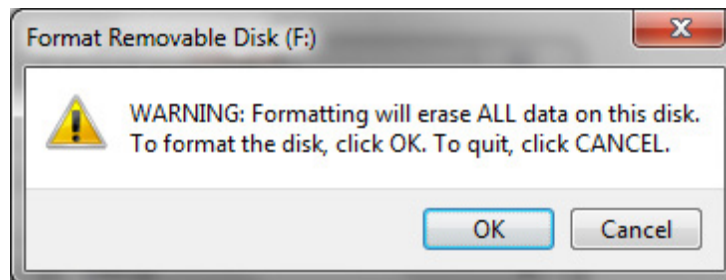 Format Removable Disk (F:)
WARNING: Formatting will erase ALL data on this disk.
To format the disk, click OK. To quit, click CANCEL.
OK
Cancel